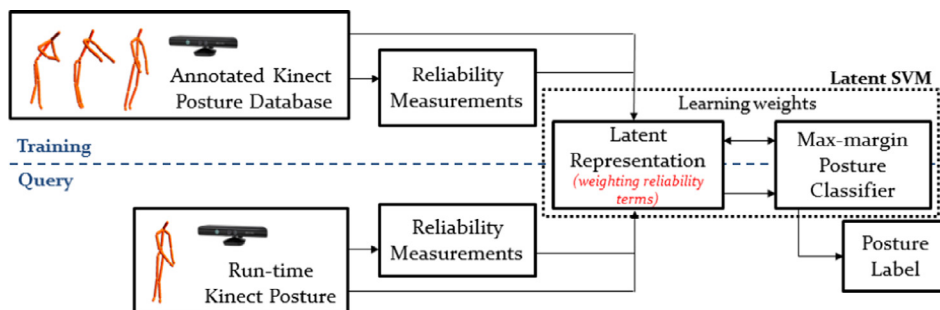 Annotated Kinect
Posture Database
Reliability
Measurements
Latent SVM
Learning weights
Latent
Representation
(weighting reliability
terms)
Max-margin
Posture
Classifier
Training
Query
Run-time
Kinect Posture
Reliability
Measurements
Posture
Label